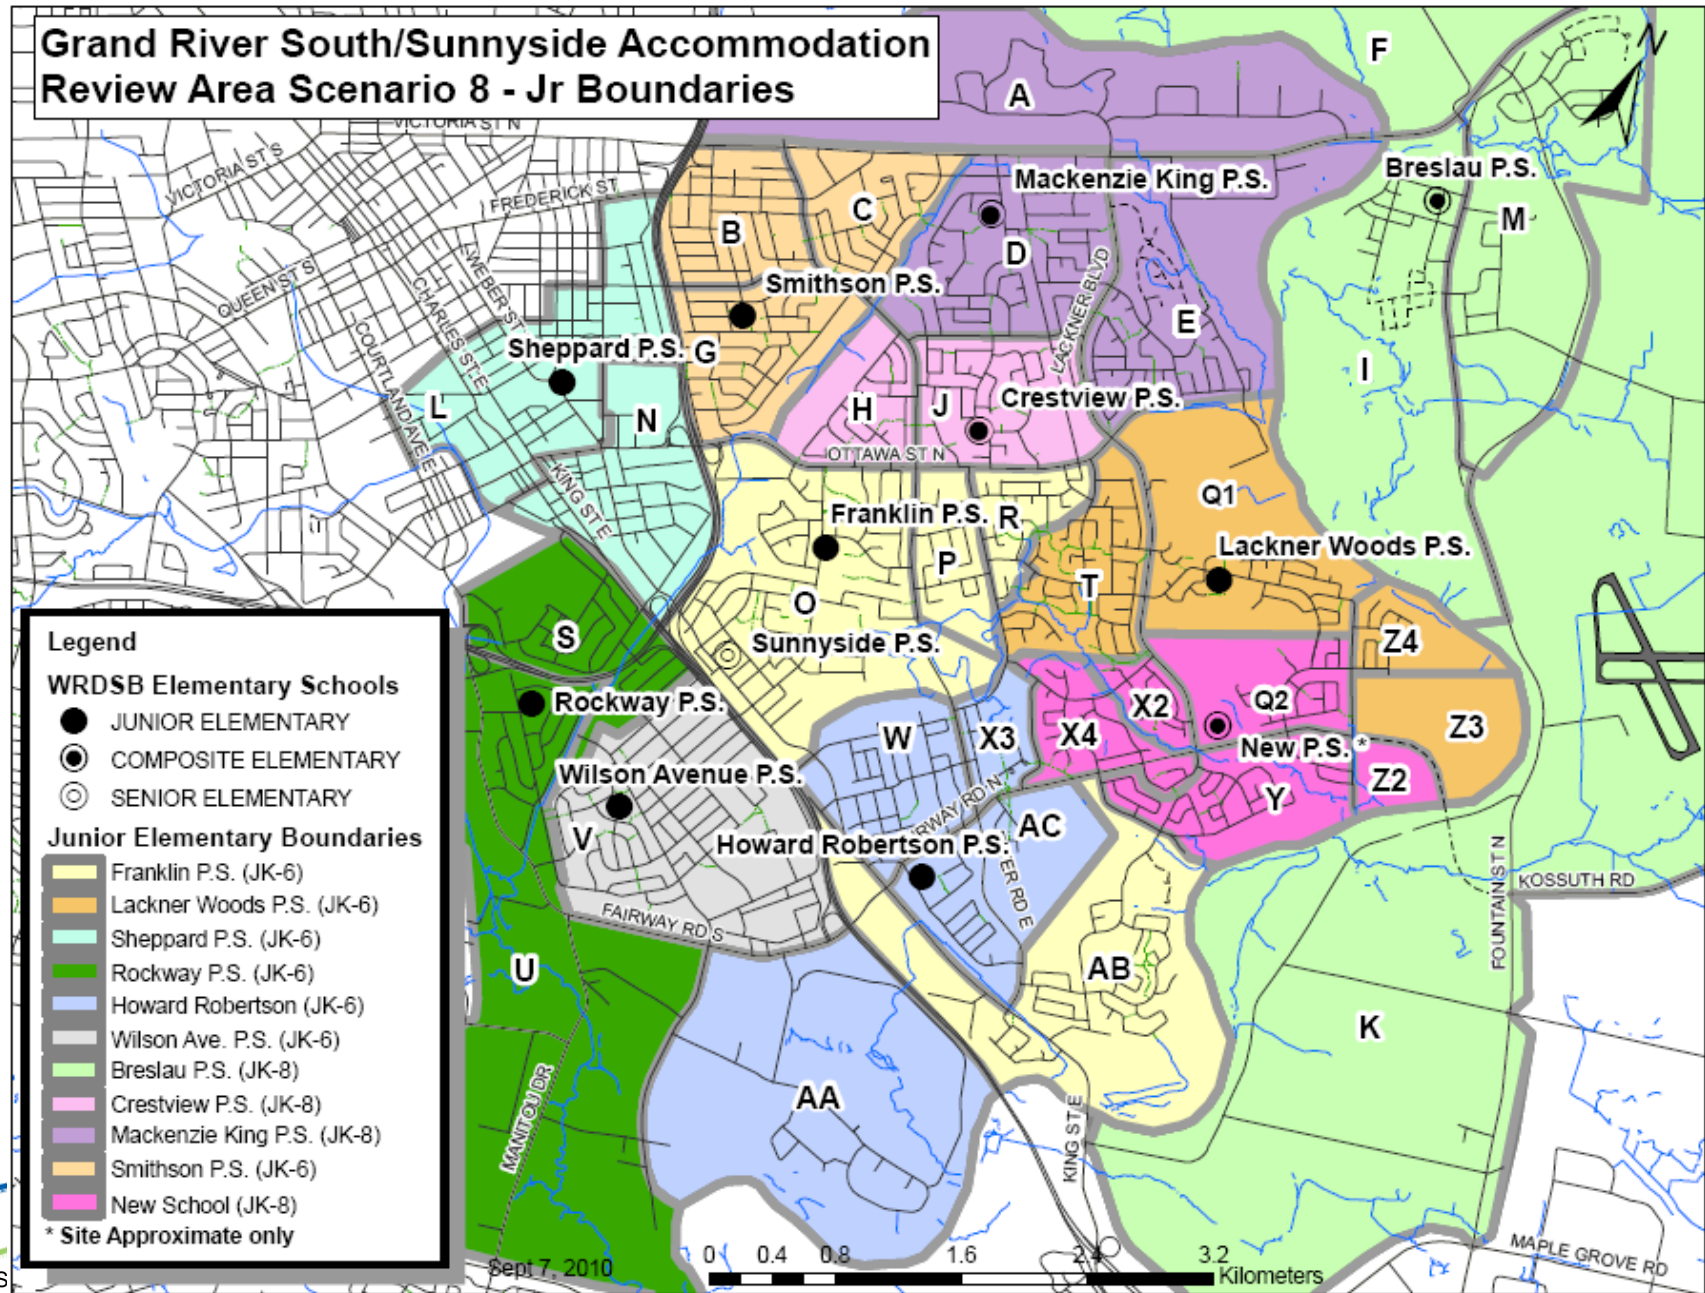 Grand River South/Sunnyside Accommodation
Review Area Scenario 8 - Jr Boundaries
N
F
A
VICTORIA ST N
VICTORIA ST S
FREDERICK ST
Mackenzie King P.S.
Breslau P.S.
B
C
D
M
QUEEN ST S
CHARLES ST E
WEBER ST
COURTLAND AVE E
LACKNER BLVD
Smithson P.S.
E
Sheppard P.S.
G
I
L
N
H
J
Crestview P.S.
OTTAWA ST N
KING ST E
Q1
Franklin P.S.
R
P
Lackner Woods P.S.
T
O
S
Sunnyside P.S.
Z4
Rockway P.S.
X2
Q2
W
X3
X4
New P.S. *
Z3
Z2
Wilson Avenue P.S.
Y
V
FAIRWAY RD N
AC
Howard Robertson P.S.
ER RD E
FAIRWAY RD S
KOSSUTH RD
FOUNTAIN ST N
U
AB
K
AA
MANITOU DR
KING ST E
MAPLE GROVE RD
Legend
WRDSB Elementary Schools
JUNIOR ELEMENTARY
COMPOSITE ELEMENTARY
SENIOR ELEMENTARY
Junior Elementary Boundaries
Franklin P.S. (JK-6)
Lackner Woods P.S. (JK-6)
Sheppard P.S. (JK-6)
Rockway P.S. (JK-6)
Howard Robertson (JK-6)
Wilson Ave. P.S. (JK-6)
Breslau P.S. (JK-8)
Crestview P.S. (JK-8)
Mackenzie King P.S. (JK-8)
Smithson P.S. (JK-6)
New School (JK-8)
* Site Approximate only
Sept 7, 2010
0 0.4 0.8 1.6 2.4 3.2
Kilometers
s